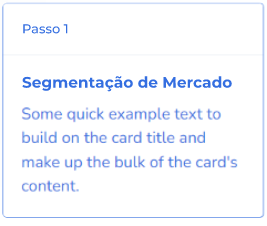 Passo 1
Segmentação de Mercado
Some quick example text to
build on the card title and
make up the bulk of the card's
content.